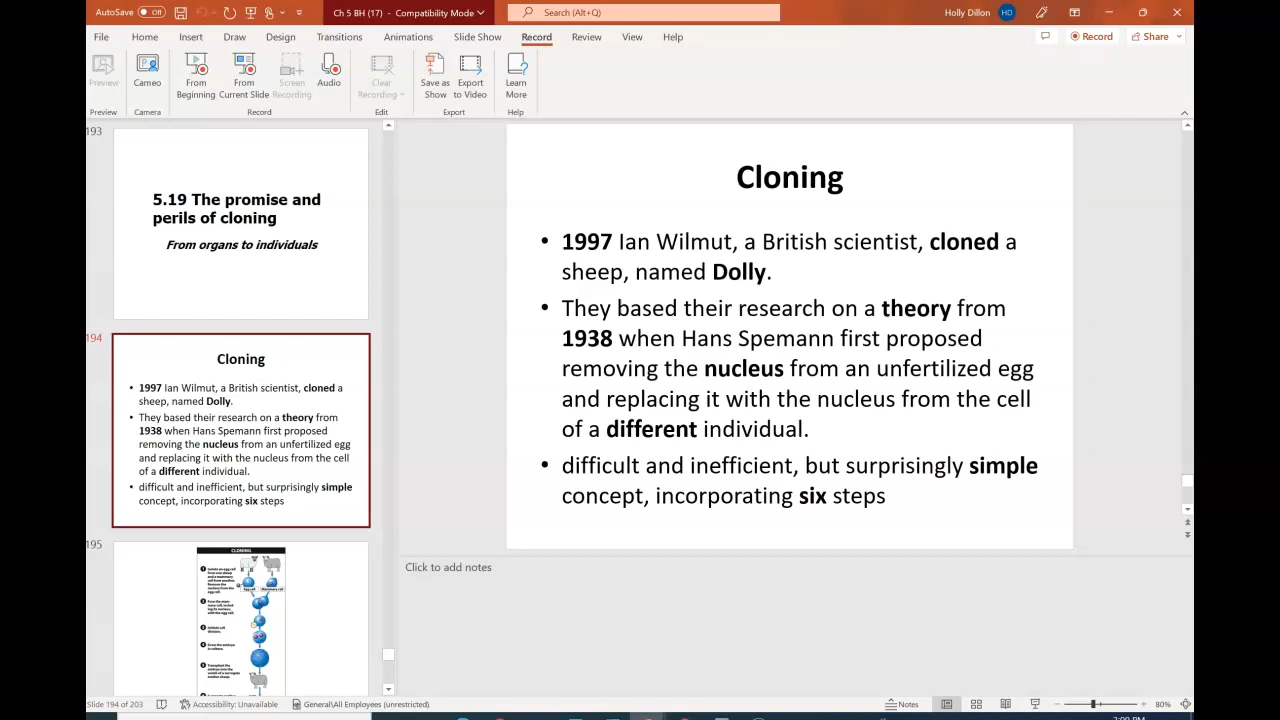 AutoSave Off Ch 5 BH (17) - Compatibility Mode Search (Alt+Q) Holly Dillon HD
File Home Insert Draw Design Transitions Animations Slide Show Record Review View Help Record Share
Preview Cameo From Beginning From Current Slide Screen Recording Audio Clear Recording Save as Show Export to Video Learn More
Preview Camera Record Edit Export Help
193
5.19 The promise and
perils of cloning
From organs to individuals
194
Cloning
• 1997 Ian Wilmut, a British scientist, cloned a
sheep, named Dolly.
• They based their research on a theory from
1938 when Hans Spemann first proposed
removing the nucleus from an unfertilized egg
and replacing it with the nucleus from the cell
of a different individual.
• difficult and inefficient, but surprisingly simple
concept, incorporating six steps
195
CLONING
Egg cell Mammary cell
Cloning
• 1997 Ian Wilmut, a British scientist, cloned a
sheep, named Dolly.
• They based their research on a theory from
1938 when Hans Spemann first proposed
removing the nucleus from an unfertilized egg
and replacing it with the nucleus from the cell
of a different individual.
• difficult and inefficient, but surprisingly simple
concept, incorporating six steps
Click to add notes
Slide 194 of 203 Accessibility: Unavailable General/All Employees (unrestricted) Notes 80%